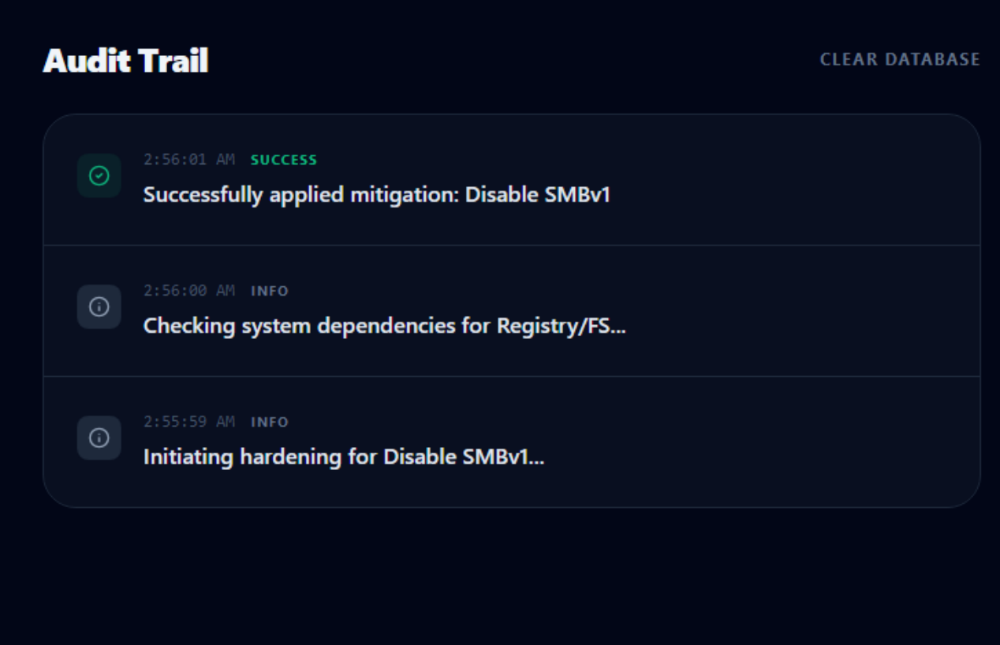 Audit Trail
CLEAR DATABASE
2:56:01 AM SUCCESS
Successfully applied mitigation: Disable SMBv1
2:56:00 AM INFO
Checking system dependencies for Registry/FS...
2:55:59 AM INFO
Initiating hardening for Disable SMBv1...